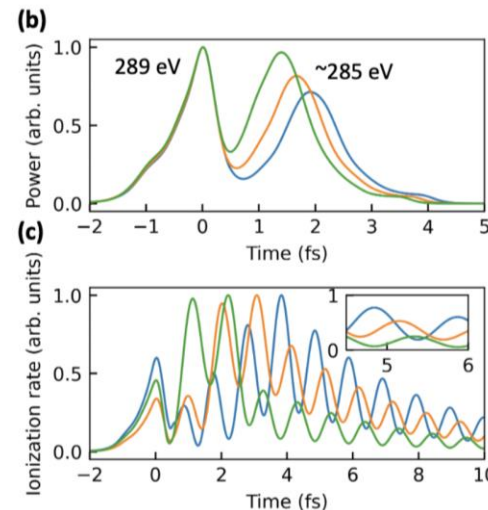 (b)
1.0
289 eV
~285 eV
0.5
0.0
Power (arb. units)
−2 −1 0 1 2 3 4 5
Time (fs)
(c)
1.0
0.5
0.0
Ionization rate (arb. units)
1
0
5 6
−2 0 2 4 6 8 10
Time (fs)